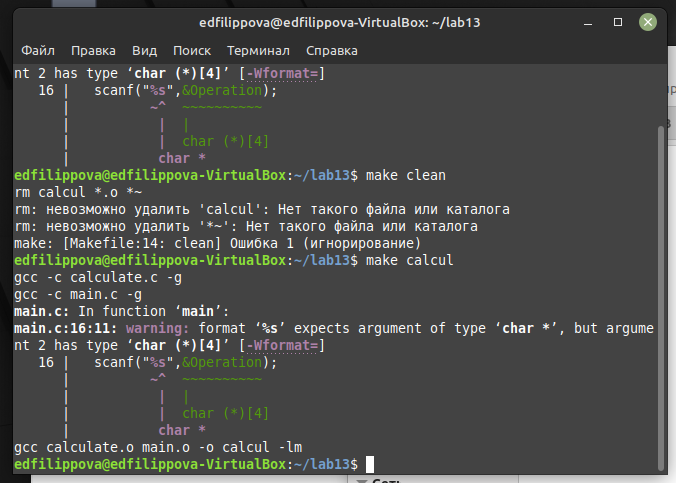 edfilippova@edfilippova-VirtualBox: ~/lab13
Файл Правка Вид Поиск Терминал Справка
nt 2 has type ‘char (*)[4]’ [-Wformat=]
   16 |   scanf("%s",&Operation);
      |          ~^  ~~~~~~~~~~
      |           |  |
      |           |  char (*)[4]
      |           char *
edfilippova@edfilippova-VirtualBox:~/lab13$ make clean
rm calcul *.o *~
rm: невозможно удалить 'calcul': Нет такого файла или каталога
rm: невозможно удалить '*~': Нет такого файла или каталога
make: [Makefile:14: clean] Ошибка 1 (игнорирование)
edfilippova@edfilippova-VirtualBox:~/lab13$ make calcul
gcc -c calculate.c -g
gcc -c main.c -g
main.c: In function ‘main’:
main.c:16:11: warning: format ‘%s’ expects argument of type ‘char *’, but argume
nt 2 has type ‘char (*)[4]’ [-Wformat=]
   16 |   scanf("%s",&Operation);
      |          ~^  ~~~~~~~~~~
      |           |  |
      |           |  char (*)[4]
      |           char *
gcc calculate.o main.o -o calcul -lm
edfilippova@edfilippova-VirtualBox:~/lab13$